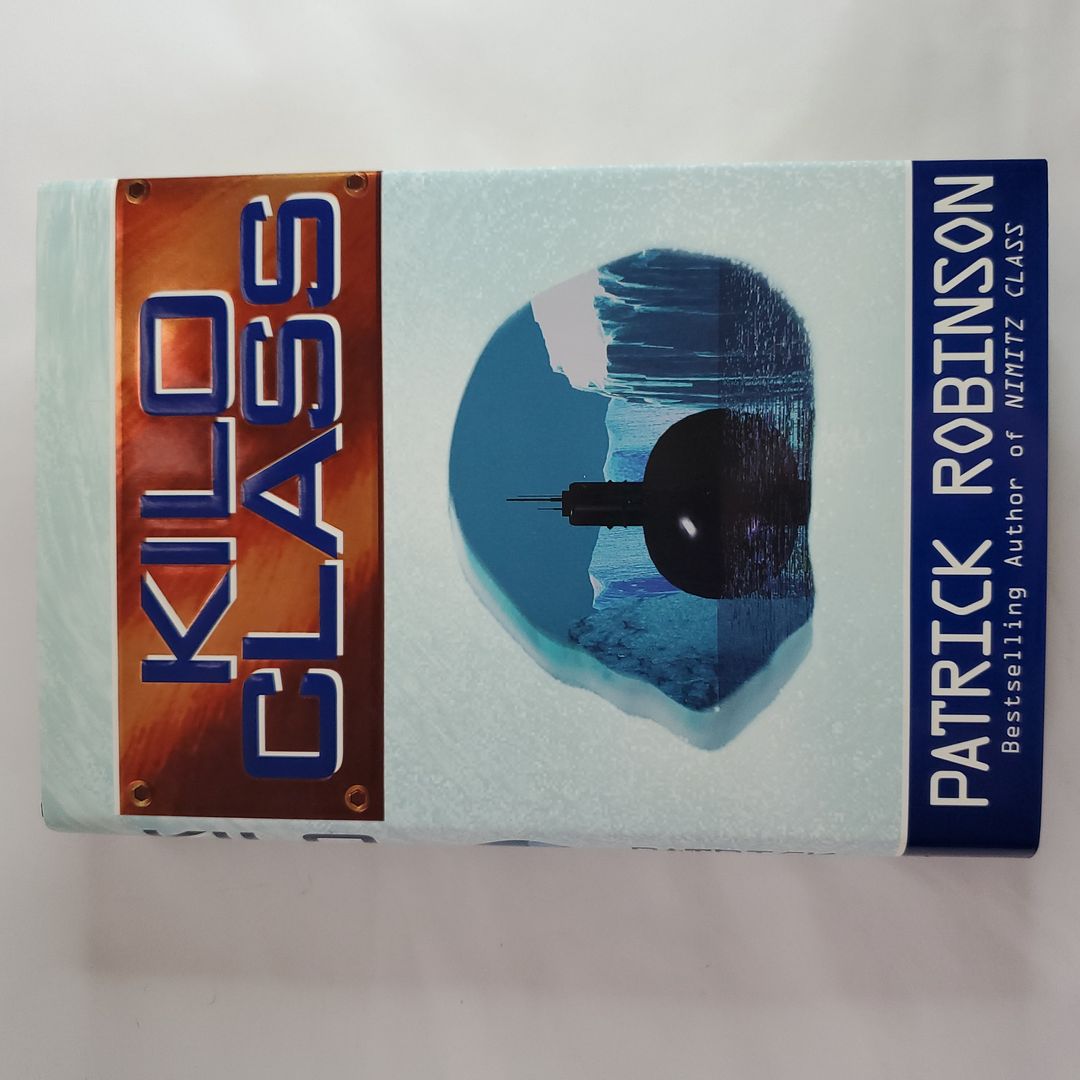 KILO
CLASS
PATRICK ROBINSON
Bestselling Author of NIMITZ CLASS